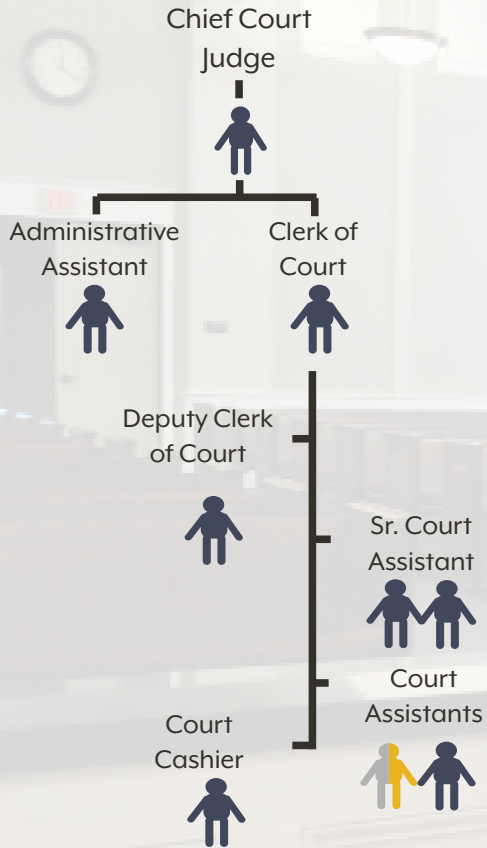 Chief Court
Judge
Administrative
Assistant
Clerk of
Court
Deputy Clerk
of Court
Sr. Court
Assistant
Court
Assistants
Court
Cashier